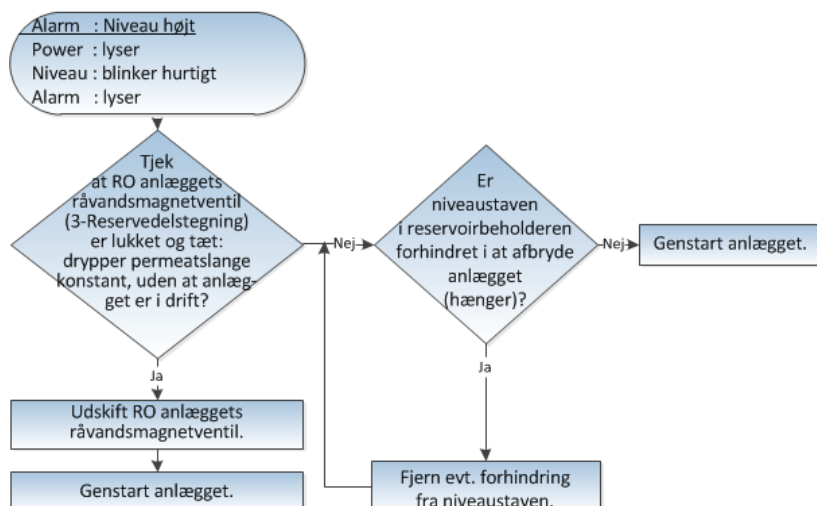 Alarm : Niveau højt
Power : lyser
Niveau : blinker hurtigt
Alarm : lyser
Tjek
at RO anlæggets
råvandsmagnetventil
(3-Reservedelstegning)
er lukket og tæt:
drypper permeatslange
konstant, uden at anlæg-
get er i drift?
Nej
Er
niveaustaven
i reservoirbeholderen
forhindret i at afbryde
anlægget
(hænger)?
Nej
Genstart anlægget.
Ja
Udskift RO anlæggets
råvandsmagnetventil.
Genstart anlægget.
Ja
Fjern evt. forhindring
fra niveaustaven.